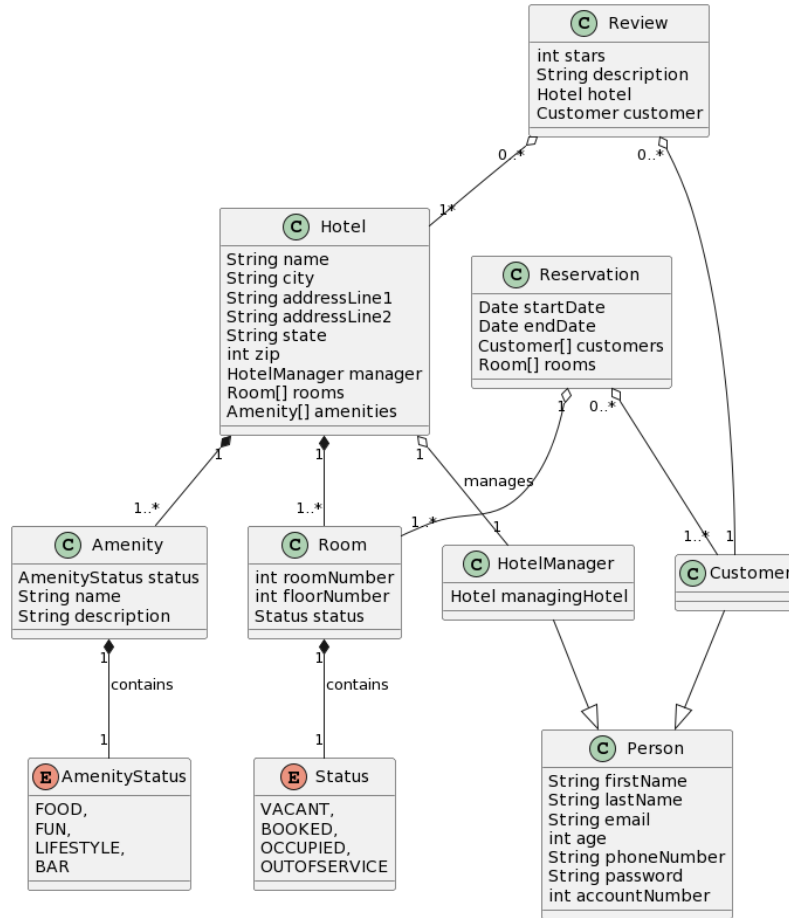 C Review
int stars
String description
Hotel hotel
Customer customer
0..*
0..*
1*
C Hotel
String name
String city
String addressLine1
String addressLine2
String state
int zip
HotelManager manager
Room[] rooms
Amenity[] amenities
C Reservation
Date startDate
Date endDate
Customer[] customers
Room[] rooms
1
1
1
1
0..*
manages
1..*
1..*
1..*
1
1..*
1
C Amenity
AmenityStatus status
String name
String description
C Room
int roomNumber
int floorNumber
Status status
C HotelManager
Hotel managingHotel
C Customer
1
contains
1
1
contains
1
E AmenityStatus
FOOD,
FUN,
LIFESTYLE,
BAR
E Status
VACANT,
BOOKED,
OCCUPIED,
OUTOFSERVICE
C Person
String firstName
String lastName
String email
int age
String phoneNumber
String password
int accountNumber